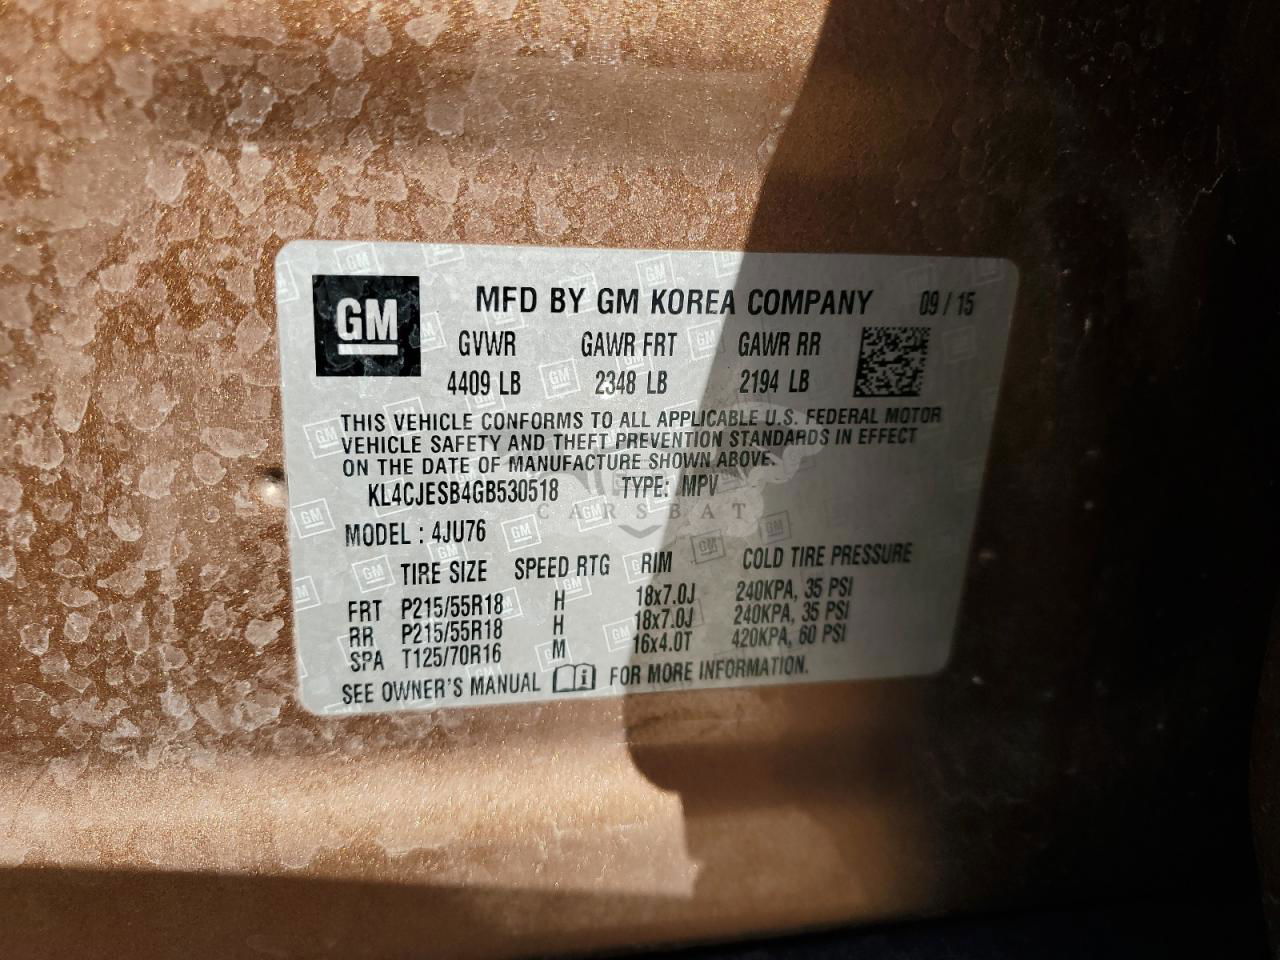 GM MFD BY GM KOREA COMPANY 09 / 15
GVWR GAWR FRT GAWR RR
4409 LB 2348 LB 2194 LB
THIS VEHICLE CONFORMS TO ALL APPLICABLE U.S. FEDERAL MOTOR
VEHICLE SAFETY AND THEFT PREVENTION STANDARDS IN EFFECT
ON THE DATE OF MANUFACTURE SHOWN ABOVE.
KL4CJESB4GB530518 TYPE: MPV
CARSBAT
MODEL : 4JU76
TIRE SIZE SPEED RTG RIM COLD TIRE PRESSURE
FRT P215/55R18 H 18x7.0J 240KPA, 35 PSI
RR P215/55R18 H 18x7.0J 240KPA, 35 PSI
SPA T125/70R16 M 16x4.0T 420KPA, 60 PSI
SEE OWNER'S MANUAL i FOR MORE INFORMATION.